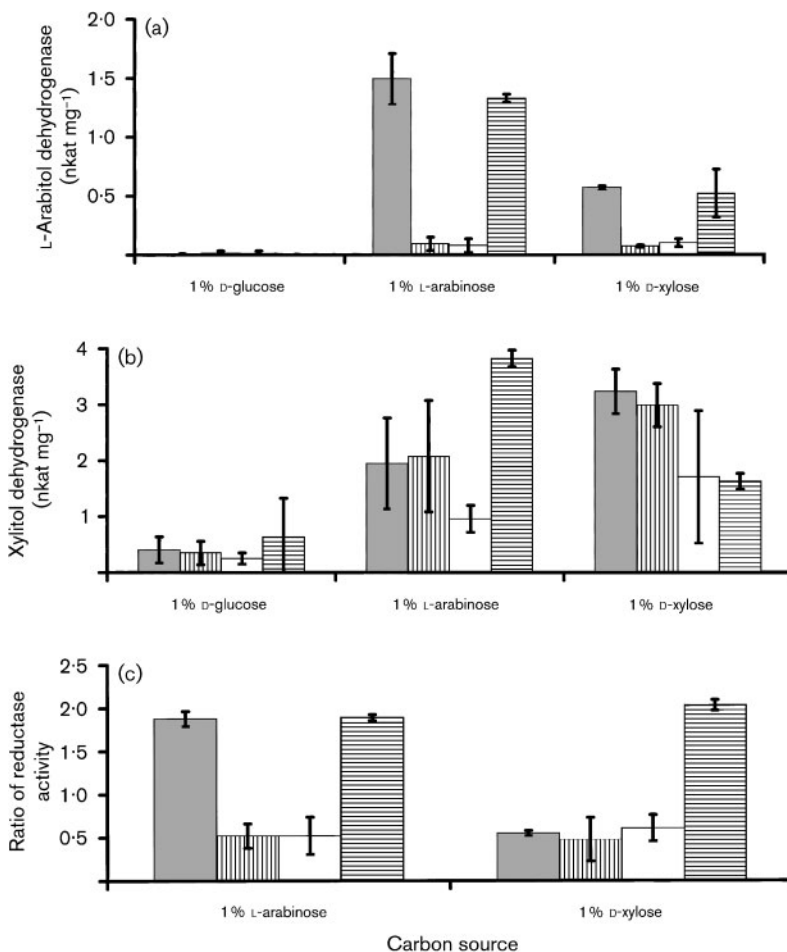 (a)
L-Arabitol dehydrogenase
(nkat mg⁻¹)
2·0
1·5
1·0
0·5
1% D-glucose 1% L-arabinose 1% D-xylose
(b)
Xylitol dehydrogenase
(nkat mg⁻¹)
4
3
2
1
1% D-glucose 1% L-arabinose 1% D-xylose
(c)
Ratio of reductase
activity
2·5
2·0
1·5
1·0
0·5
1% L-arabinose 1% D-xylose
Carbon source